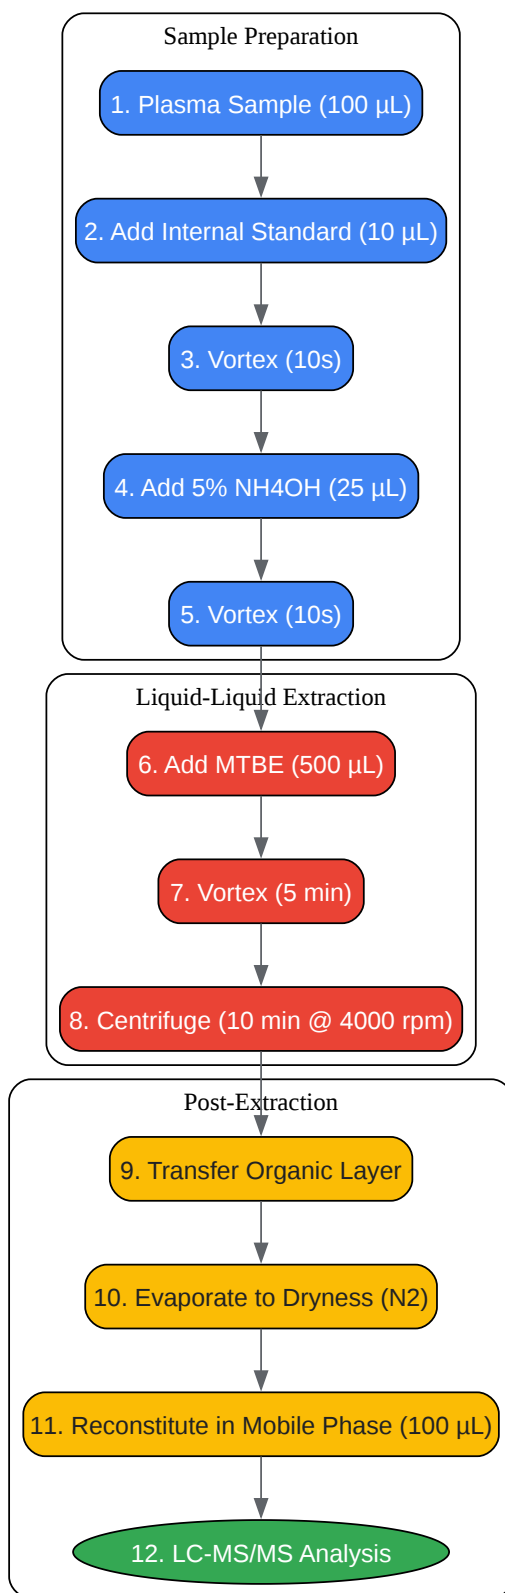 Sample Preparation
1. Plasma Sample (100 µL)
2. Add Internal Standard (10 µL)
3. Vortex (10s)
4. Add 5% NH4OH (25 µL)
5. Vortex (10s)
Liquid-Liquid Extraction
6. Add MTBE (500 µL)
7. Vortex (5 min)
8. Centrifuge (10 min @ 4000 rpm)
Post-Extraction
9. Transfer Organic Layer
10. Evaporate to Dryness (N2)
11. Reconstitute in Mobile Phase (100 µL)
12. LC-MS/MS Analysis